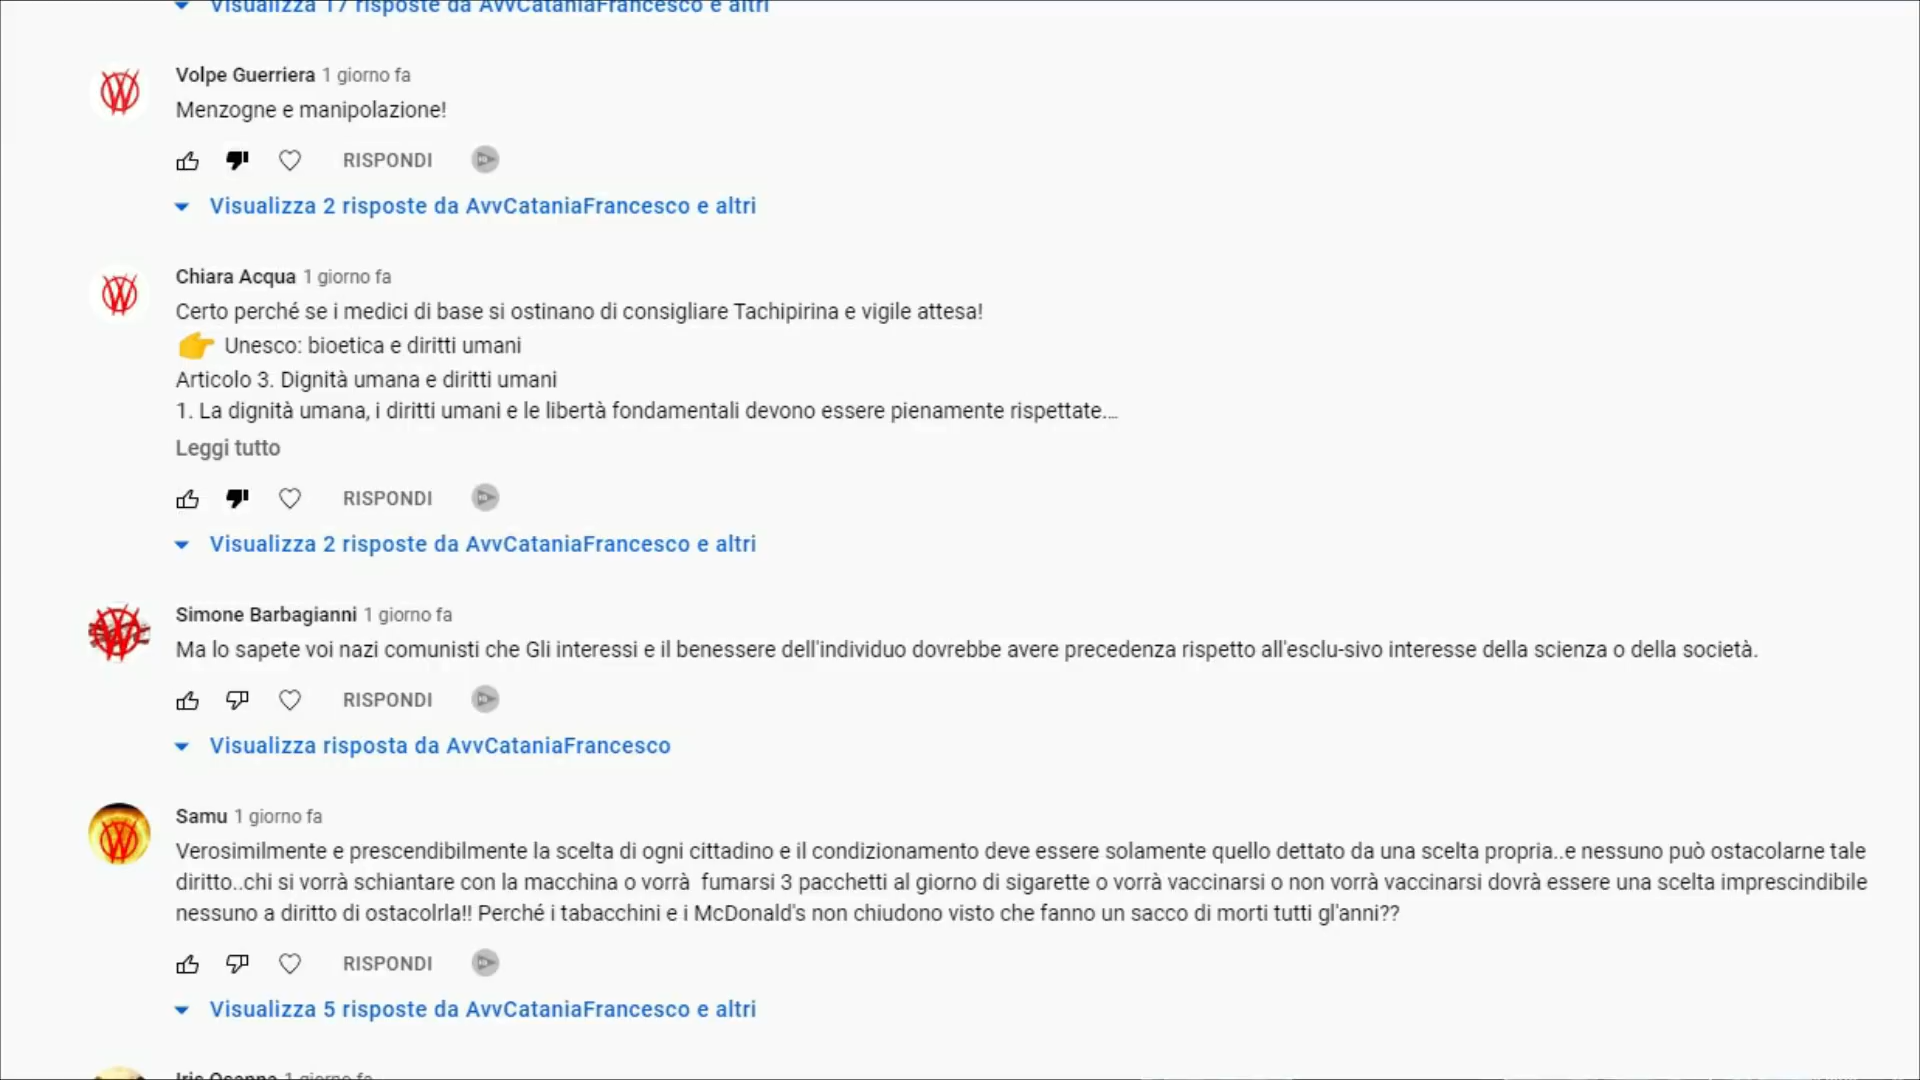 Visualizza 17 risposte da AvvCataniaFrancesco e altri
Volpe Guerriera 1 giorno fa
Menzogne e manipolazione!
RISPONDI
Visualizza 2 risposte da AvvCataniaFrancesco e altri
Chiara Acqua 1 giorno fa
Certo perché se i medici di base si ostinano di consigliare Tachipirina e vigile attesa!
👉 Unesco: bioetica e diritti umani
Articolo 3. Dignità umana e diritti umani
1. La dignità umana, i diritti umani e le libertà fondamentali devono essere pienamente rispettate...
Leggi tutto
RISPONDI
Visualizza 2 risposte da AvvCataniaFrancesco e altri
Simone Barbagianni 1 giorno fa
Ma lo sapete voi nazi comunisti che Gli interessi e il benessere dell'individuo dovrebbe avere precedenza rispetto all'esclu-sivo interesse della scienza o della società.
RISPONDI
Visualizza risposta da AvvCataniaFrancesco
Samu 1 giorno fa
Verosimilmente e prescendibilmente la scelta di ogni cittadino e il condizionamento deve essere solamente quello dettato da una scelta propria..e nessuno può ostacolarne tale
diritto..chi si vorrà schiantare con la macchina o vorrà  fumarsi 3 pacchetti al giorno di sigarette o vorrà vaccinarsi o non vorrà vaccinarsi dovrà essere una scelta imprescindibile
nessuno a diritto di ostacolrla!! Perché i tabacchini e i McDonald's non chiudono visto che fanno un sacco di morti tutti gl'anni??
RISPONDI
Visualizza 5 risposte da AvvCataniaFrancesco e altri
1 giorno fa